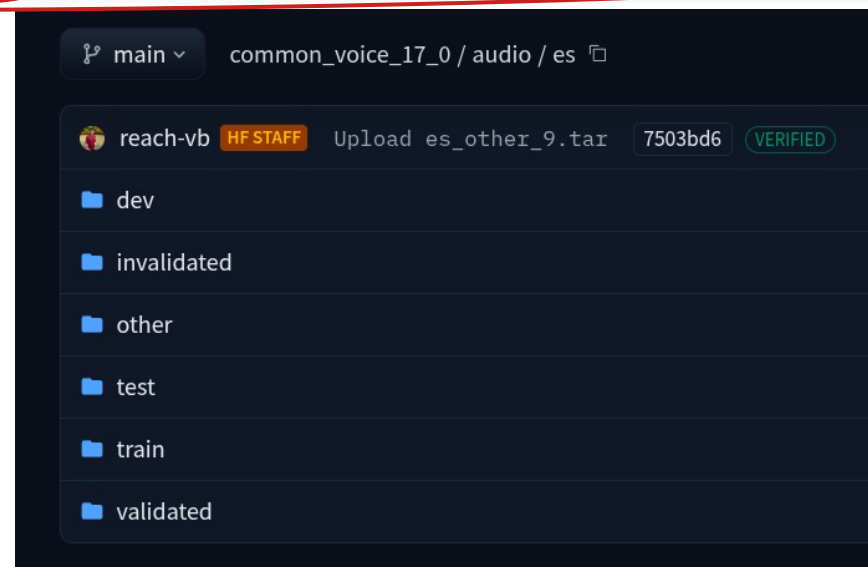 main common_voice_17_0 / audio / es
reach-vb HF STAFF Upload es_other_9.tar 7503bd6 VERIFIED
dev
invalidated
other
test
train
validated